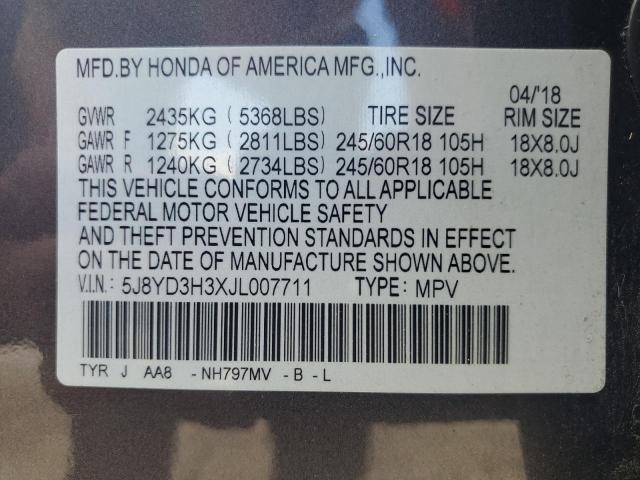 MFD.BY HONDA OF AMERICA MFG.,INC.
04/'18
GVWR 2435KG (5368LBS) TIRE SIZE RIM SIZE
GAWR F 1275KG (2811LBS) 245/60R18 105H 18X8.0J
GAWR R 1240KG (2734LBS) 245/60R18 105H 18X8.0J
THIS VEHICLE CONFORMS TO ALL APPLICABLE
FEDERAL MOTOR VEHICLE SAFETY
AND THEFT PREVENTION STANDARDS IN EFFECT
ON THE DATE OF MANUFACTURE SHOWN ABOVE.
V.I.N: 5J8YD3H3XJL007711 TYPE: MPV
TYR J AA8 - NH797MV - B - L